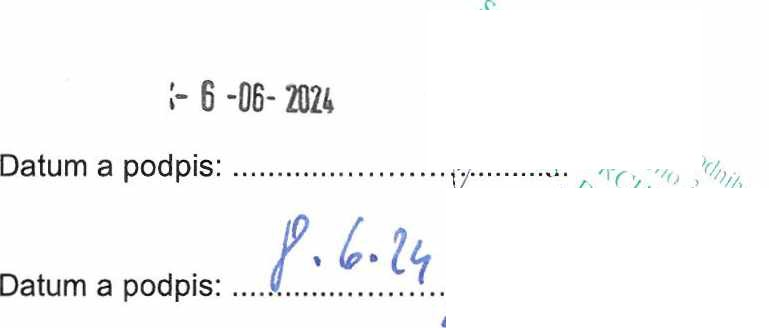 - 6 -06- 2024
Datum a podpis: ........................................
8.6.24
Datum a podpis: ........................